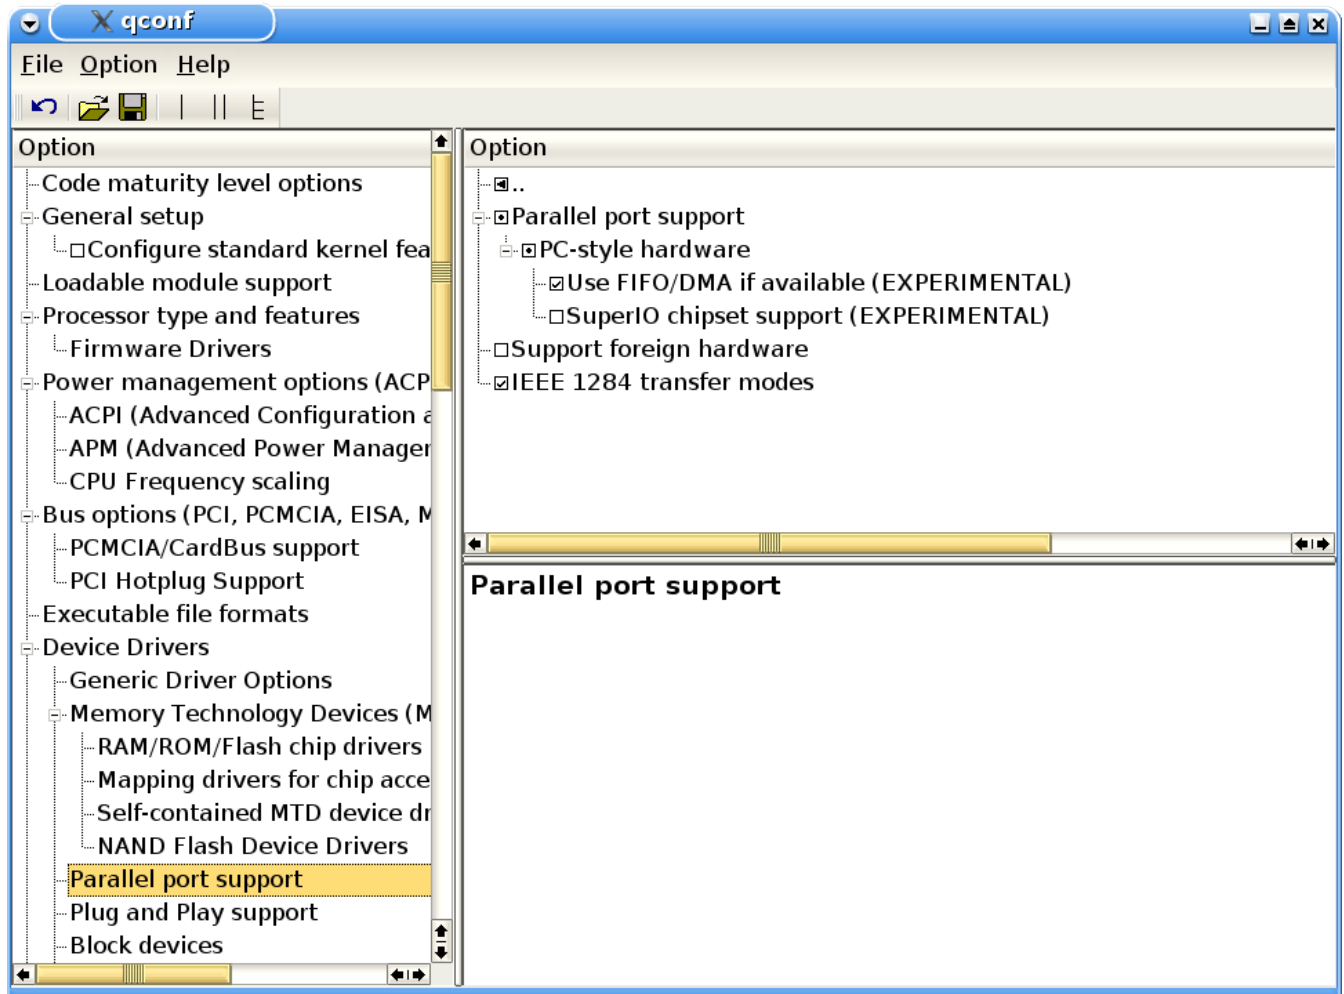 qconf
File Option Help
Option
Code maturity level options
General setup
Configure standard kernel fea
Loadable module support
Processor type and features
Firmware Drivers
Power management options (ACP
ACPI (Advanced Configuration a
APM (Advanced Power Manager
CPU Frequency scaling
Bus options (PCI, PCMCIA, EISA, M
PCMCIA/CardBus support
PCI Hotplug Support
Executable file formats
Device Drivers
Generic Driver Options
Memory Technology Devices (M
RAM/ROM/Flash chip drivers
Mapping drivers for chip acce
Self-contained MTD device dr
NAND Flash Device Drivers
Parallel port support
Plug and Play support
Block devices
Option
..
Parallel port support
PC-style hardware
Use FIFO/DMA if available (EXPERIMENTAL)
SuperIO chipset support (EXPERIMENTAL)
Support foreign hardware
IEEE 1284 transfer modes
Parallel port support